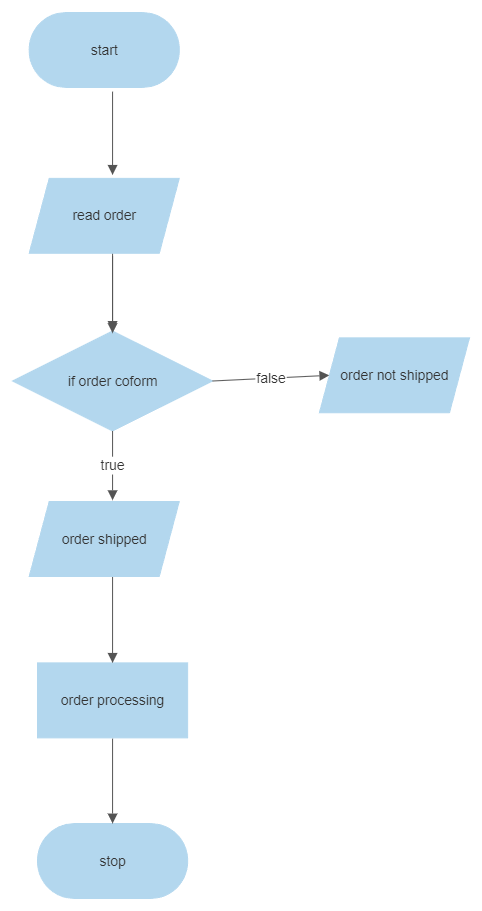 start
read order
if order coform
false
order not shipped
true
order shipped
order processing
stop